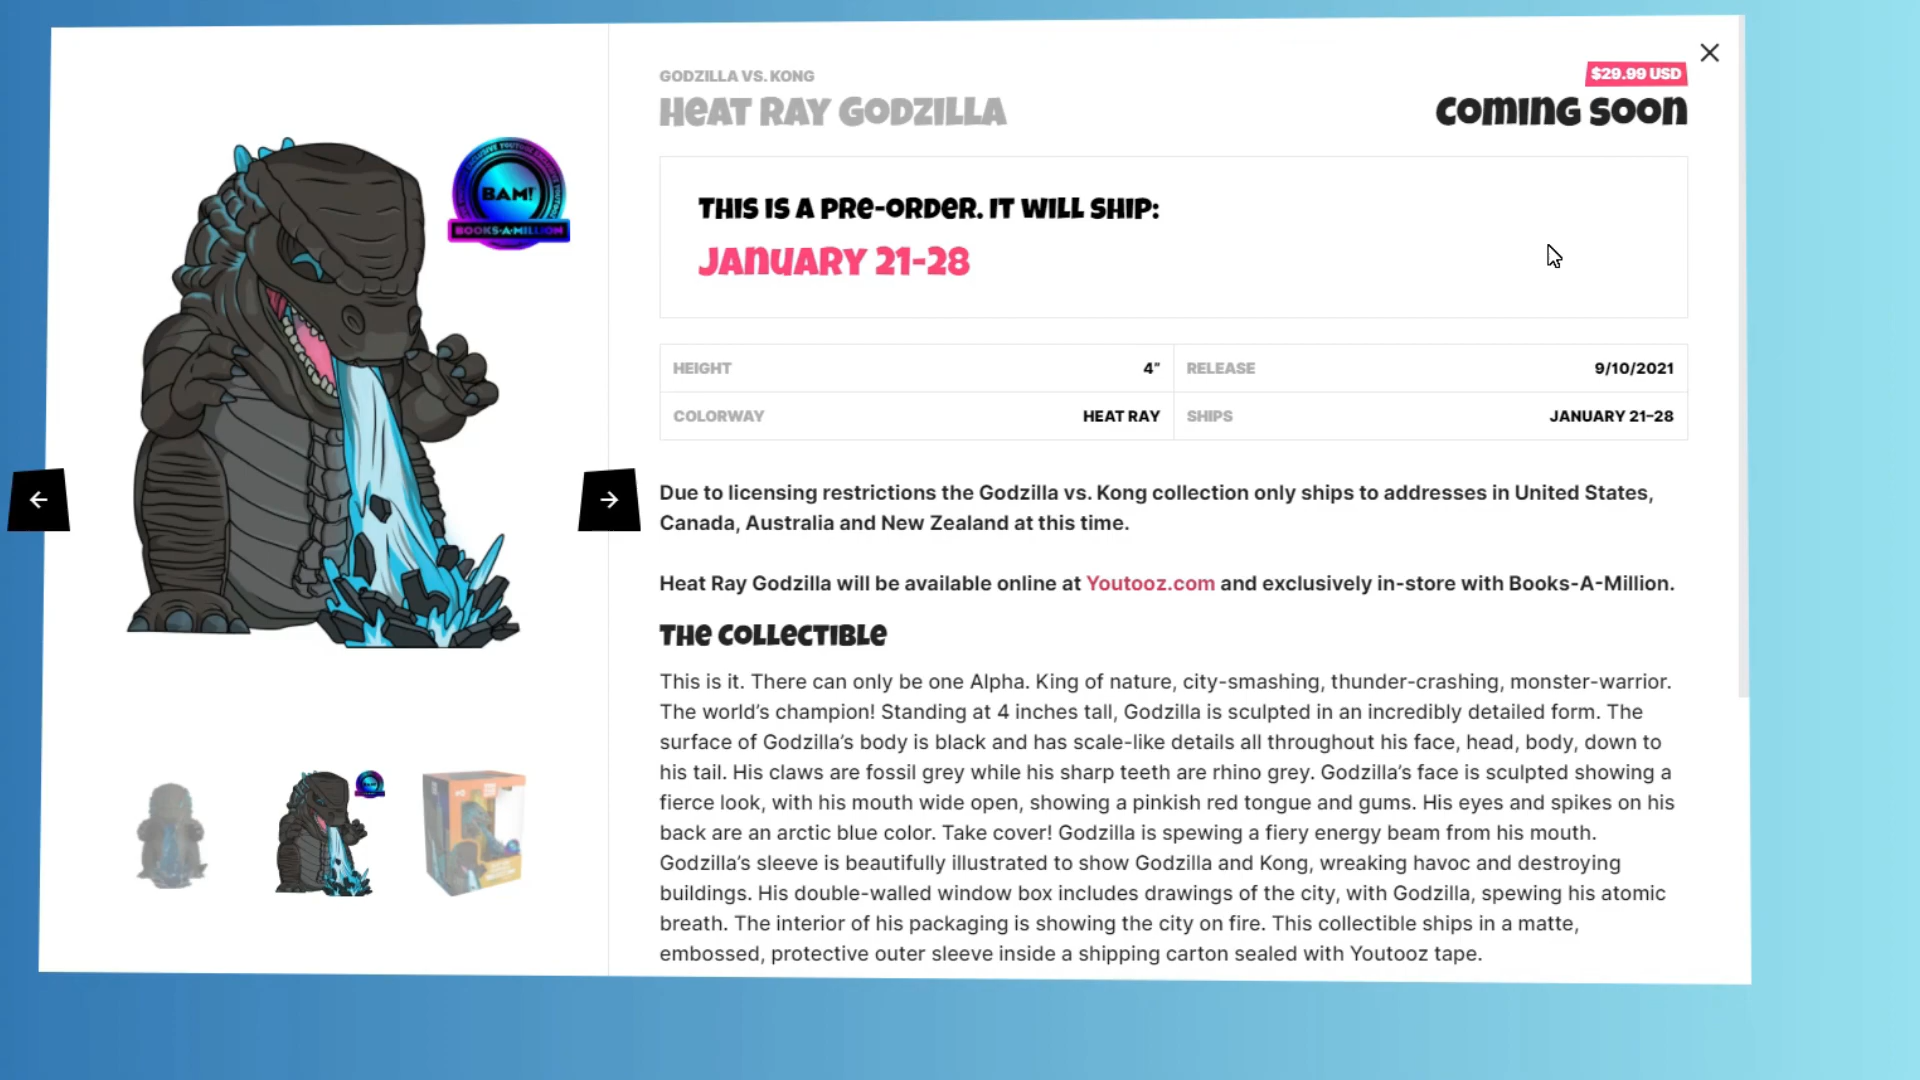 GODZILLA VS. KONG
HEAT RAY GODZILLA
$29.99 USD
COMING SOON
THIS IS A PRE-ORDER. IT WILL SHIP:
JANUARY 21-28
HEIGHT 4" RELEASE 9/10/2021
COLORWAY HEAT RAY SHIPS JANUARY 21–28
Due to licensing restrictions the Godzilla vs. Kong collection only ships to addresses in United States,
Canada, Australia and New Zealand at this time.
Heat Ray Godzilla will be available online at Youtooz.com and exclusively in-store with Books-A-Million.
THE COLLECTIBLE
This is it. There can only be one Alpha. King of nature, city-smashing, thunder-crashing, monster-warrior.
The world’s champion! Standing at 4 inches tall, Godzilla is sculpted in an incredibly detailed form. The
surface of Godzilla’s body is black and has scale-like details all throughout his face, head, body, down to
his tail. His claws are fossil grey while his sharp teeth are rhino grey. Godzilla’s face is sculpted showing a
fierce look, with his mouth wide open, showing a pinkish red tongue and gums. His eyes and spikes on his
back are an arctic blue color. Take cover! Godzilla is spewing a fiery energy beam from his mouth.
Godzilla’s sleeve is beautifully illustrated to show Godzilla and Kong, wreaking havoc and destroying
buildings. His double-walled window box includes drawings of the city, with Godzilla, spewing his atomic
breath. The interior of his packaging is showing the city on fire. This collectible ships in a matte,
embossed, protective outer sleeve inside a shipping carton sealed with Youtooz tape.
BAM!
BOOKS-A-MILLION